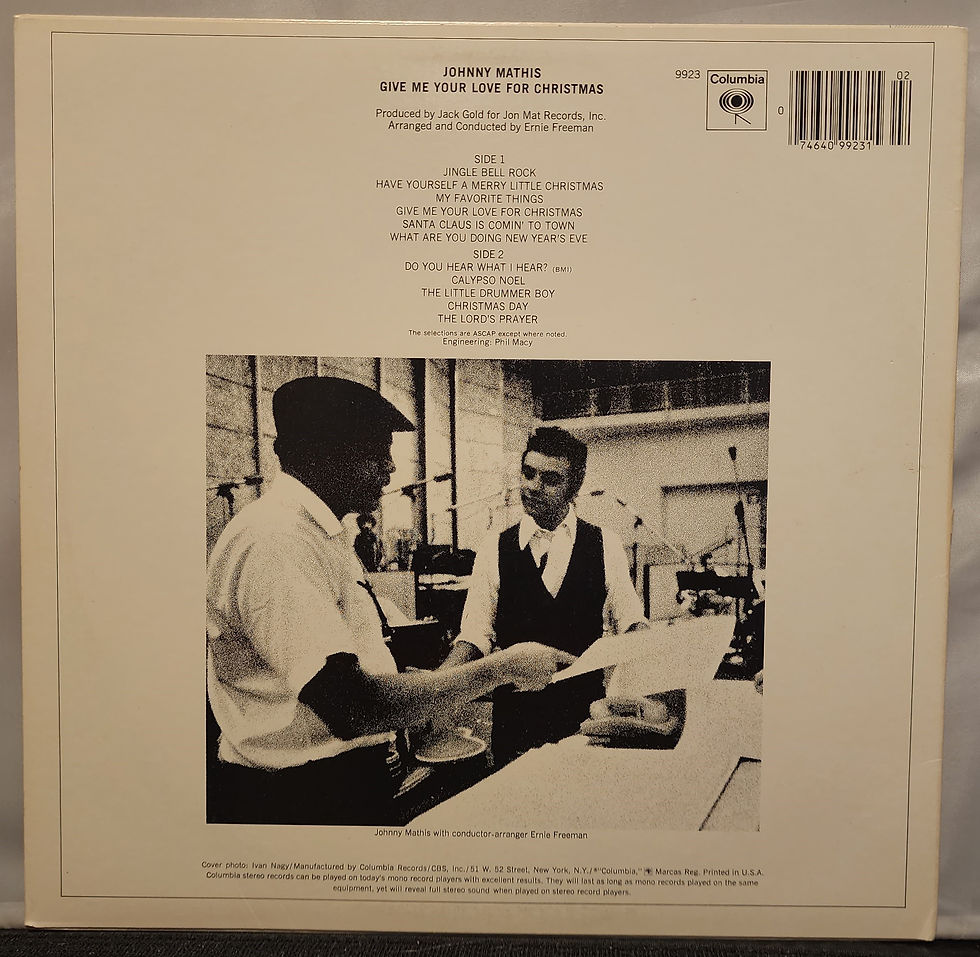 JOHNNY MATHIS
GIVE ME YOUR LOVE FOR CHRISTMAS
Produced by Jack Gold for Jon Mat Records, Inc.
Arranged and Conducted by Ernie Freeman
9923
Columbia
02
0
74640 99231
SIDE 1
JINGLE BELL ROCK
HAVE YOURSELF A MERRY LITTLE CHRISTMAS
MY FAVORITE THINGS
GIVE ME YOUR LOVE FOR CHRISTMAS
SANTA CLAUS IS COMIN' TO TOWN
WHAT ARE YOU DOING NEW YEAR'S EVE
SIDE 2
DO YOU HEAR WHAT I HEAR? (BMI)
CALYPSO NOEL
THE LITTLE DRUMMER BOY
CHRISTMAS DAY
THE LORD'S PRAYER
The selections are ASCAP except where noted.
Engineering: Phil Macy
Johnny Mathis with conductor-arranger Ernie Freeman
Cover photo: Ivan Nagy/Manufactured by Columbia Records/CBS, Inc./51 W. 52 Street, New York, N.Y./®"Columbia," Marcas Reg. Printed in U.S.A.
Columbia stereo records can be played on today's mono record players with excellent results. They will last as long as mono records played on the same
equipment, yet will reveal full stereo sound when played on stereo record players.